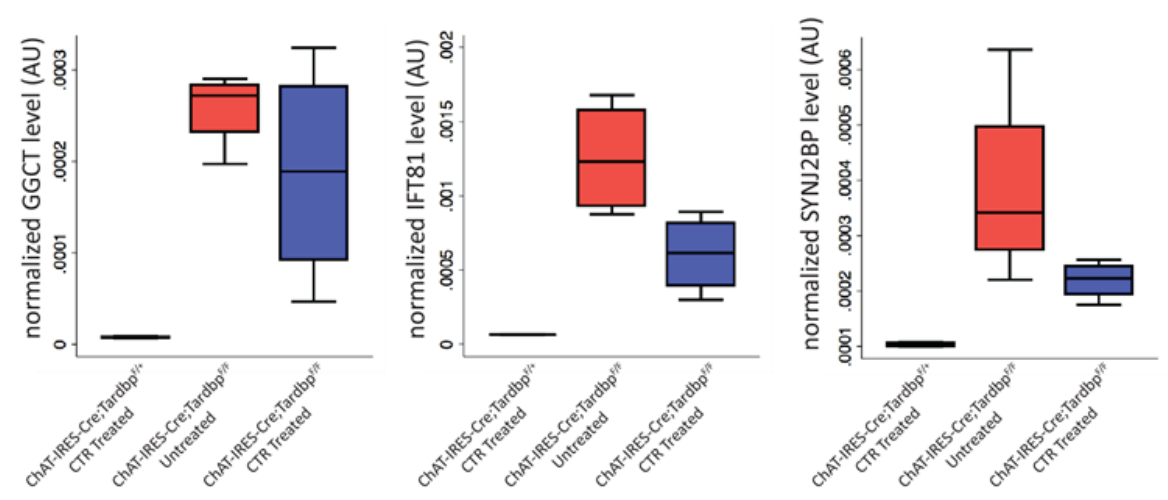 normalized GGCT level (AU)
.0003
.0002
.0001
0
ChAT-IRES-Cre;Tardbp^F/+
CTR Treated
ChAT-IRES-Cre;Tardbp^F/F
Untreated
ChAT-IRES-Cre;Tardbp^F/F
CTR Treated
normalized IFT81 level (AU)
.002
.0015
.001
.0005
0
ChAT-IRES-Cre;Tardbp^F/+
CTR Treated
ChAT-IRES-Cre;Tardbp^F/F
Untreated
ChAT-IRES-Cre;Tardbp^F/F
CTR Treated
normalized SYNJ2BP level (AU)
.0006
.0005
.0004
.0003
.0002
.0001
ChAT-IRES-Cre;Tardbp^F/+
CTR Treated
ChAT-IRES-Cre;Tardbp^F/F
Untreated
ChAT-IRES-Cre;Tardbp^F/F
CTR Treated